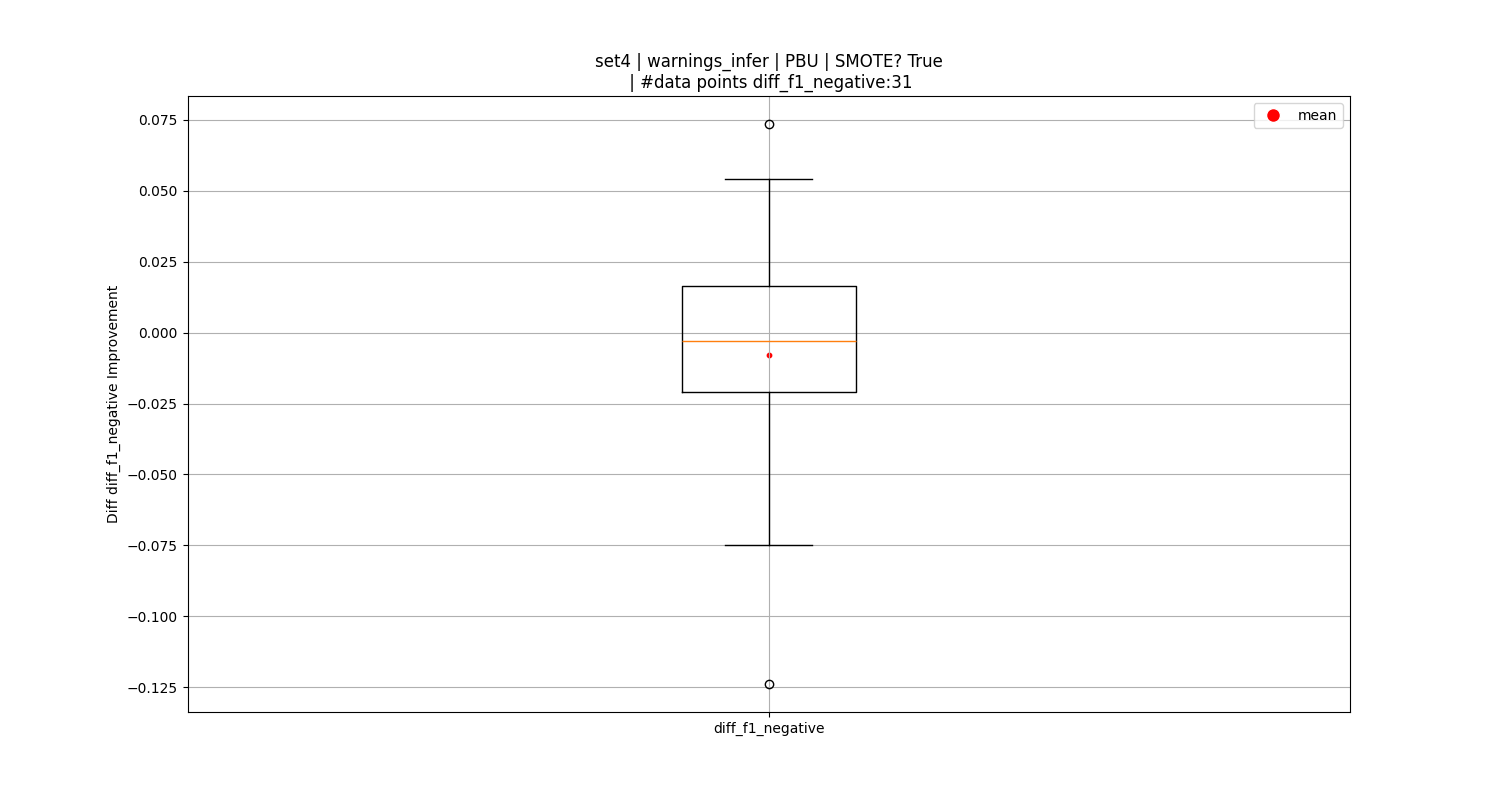 set4 | warnings_infer | PBU | SMOTE? True
| #data points diff_f1_negative:31
mean
0.075
0.050
0.025
0.000
−0.025
−0.050
−0.075
−0.100
−0.125
Diff diff_f1_negative Improvement
diff_f1_negative